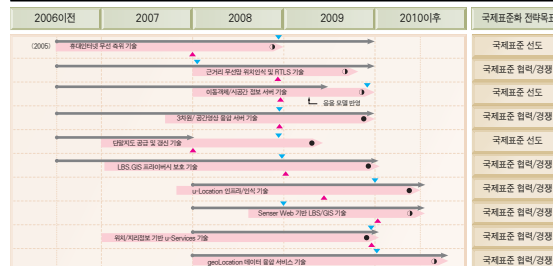 2006이전 2007 2008 2009 2010이후 국제표준화 전략목표
(2005) 휴대인터넷 무선 측위 기술 국제표준 선도
근거리 무선망 위치인식 및 RTLS 기술 국제표준 협력/경쟁
이동객체/시공간 정보 서버 기술 국제표준 선도
응용 모델 반영
3차원/ 공간영상 융합 서버 기술 국제표준 협력/경쟁
단말지도 공급 및 갱신 기술 국제표준 선도
LBS.GIS 프라이버시 보호 기술 국제표준 협력/경쟁
u-Location 인프라/인식 기술 국제표준 협력/경쟁
Senser Web 기반 LBS/GIS 기술 국제표준 협력/경쟁
위치/지리정보 기반 u-Services 기술 국제표준 협력/경쟁
geoLocation 데이터 융합 서비스 기술 국제표준 협력/경쟁